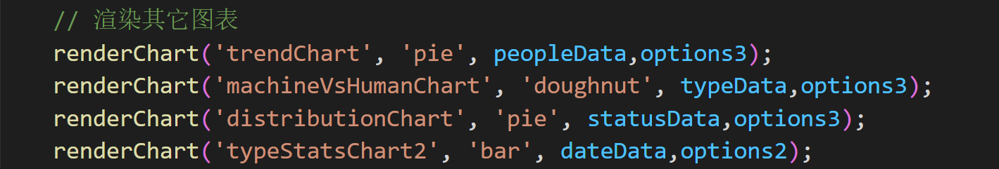 // 渲染其它图表
renderChart('trendChart', 'pie', peopleData,options3);
renderChart('machineVsHumanChart', 'doughnut', typeData,options3);
renderChart('distributionChart', 'pie', statusData,options3);
renderChart('typeStatsChart2', 'bar', dateData,options2);